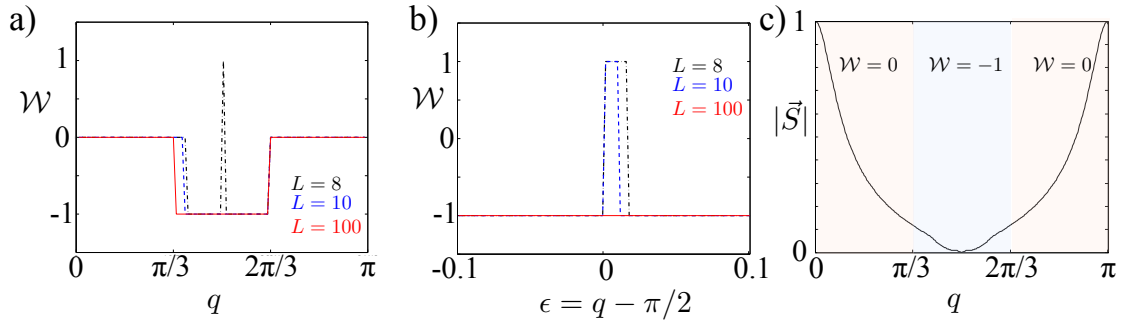 a)
1
0
-1
𝒲
L = 8
L = 10
L = 100
0
π/3
2π/3
π
q
b)
1
0
-1
𝒲
L = 8
L = 10
L = 100
-0.1
0
0.1
ϵ = q − π/2
c)
1
0
|S⃗|
𝒲 = 0
𝒲 = −1
𝒲 = 0
0
π/3
2π/3
π
q